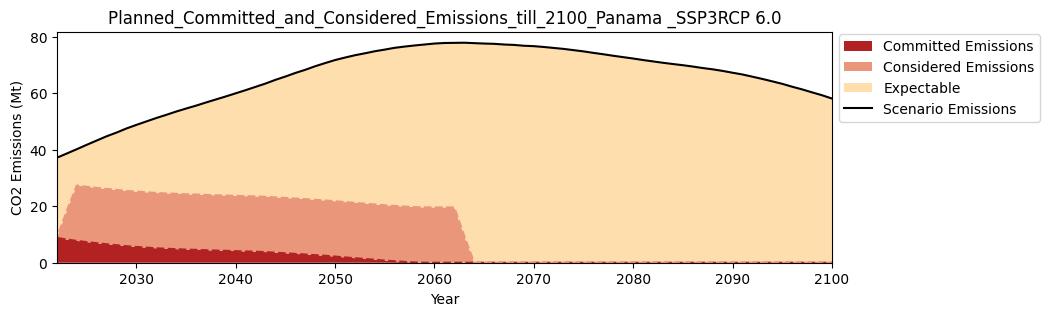 Planned_Committed_and_Considered_Emissions_till_2100_Panama _SSP3RCP 6.0
80
60
40
20
0
CO2 Emissions (Mt)
2030 2040 2050 2060 2070 2080 2090 2100
Year
Committed Emissions
Considered Emissions
Expectable
Scenario Emissions